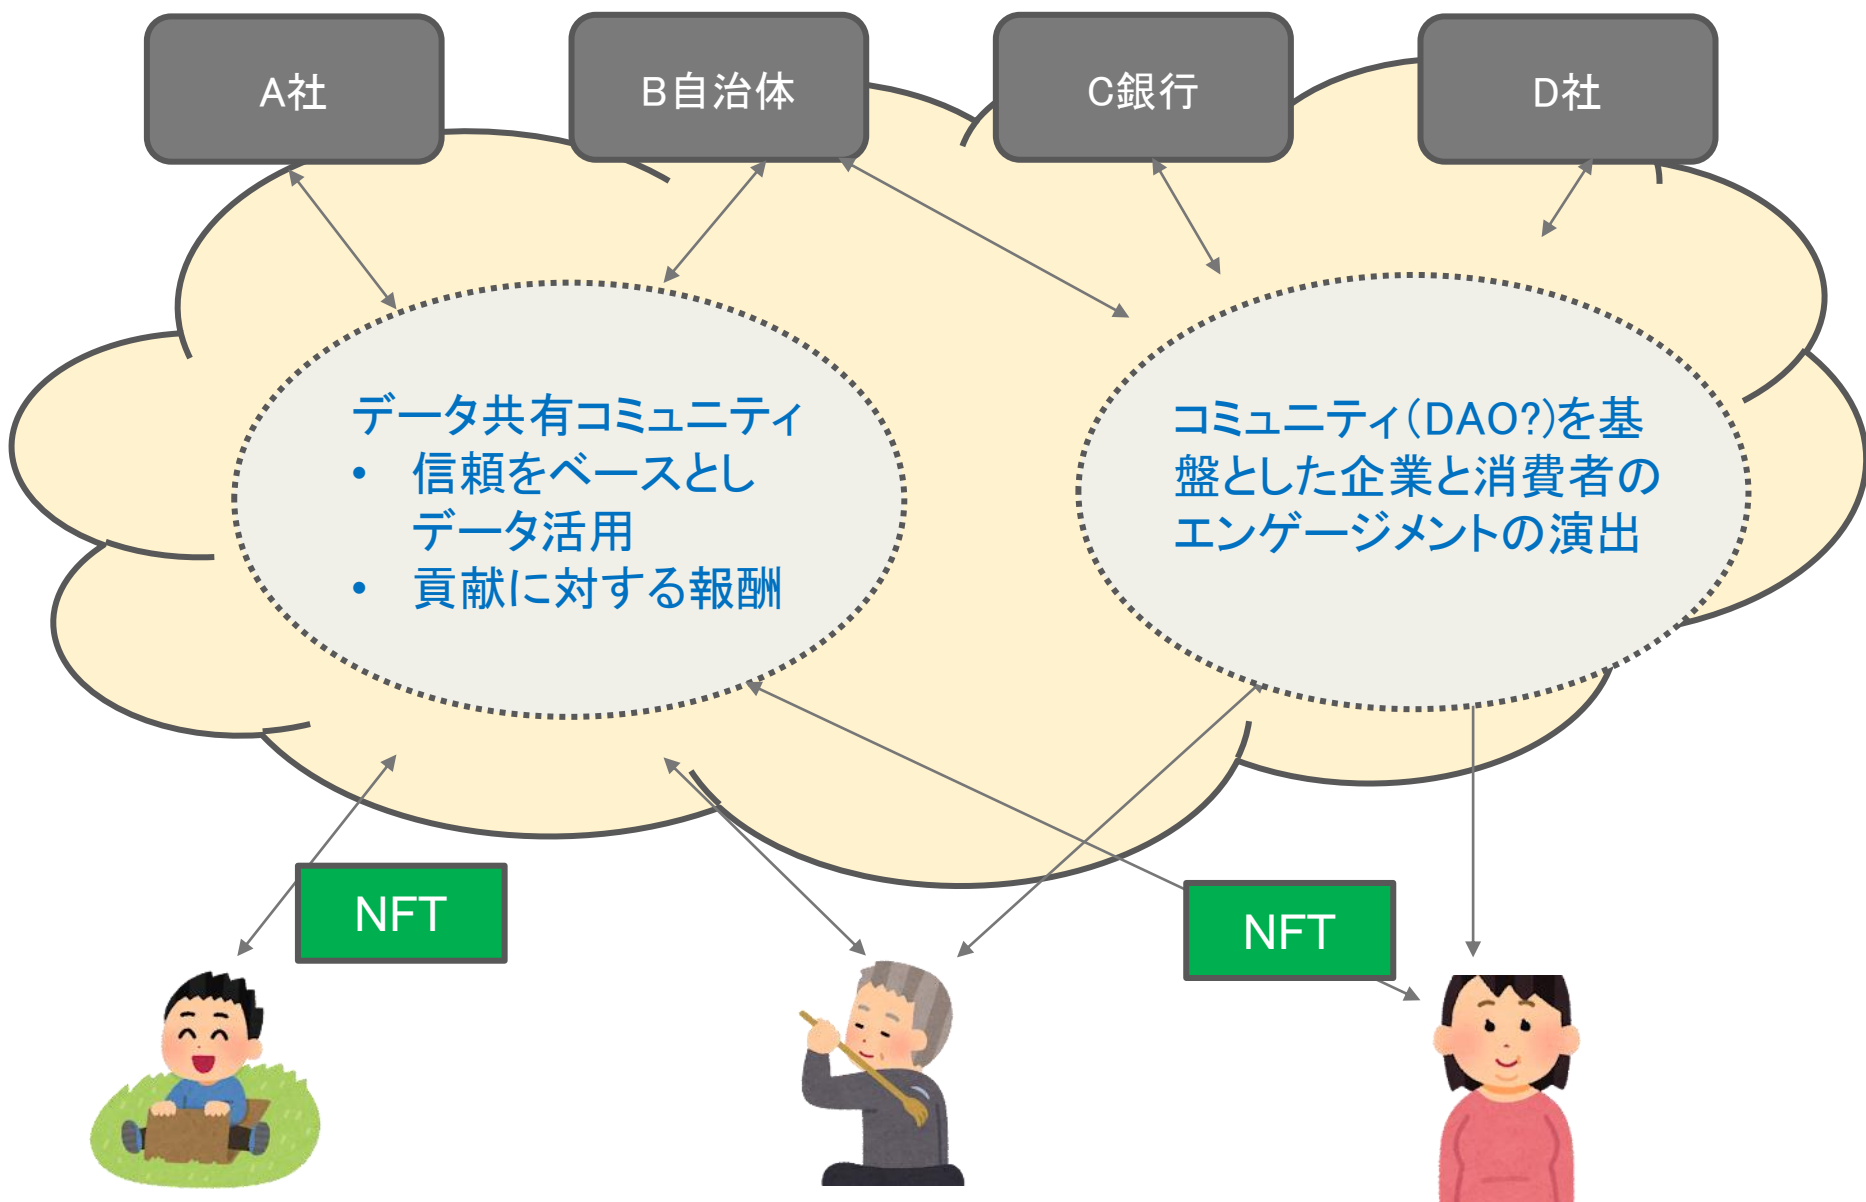 A社
B自治体
C銀行
D社
データ共有コミュニティ
• 信頼をベースとし
データ活用
• 貢献に対する報酬
コミュニティ(DAO?)を基
盤とした企業と消費者の
エンゲージメントの演出
NFT
NFT